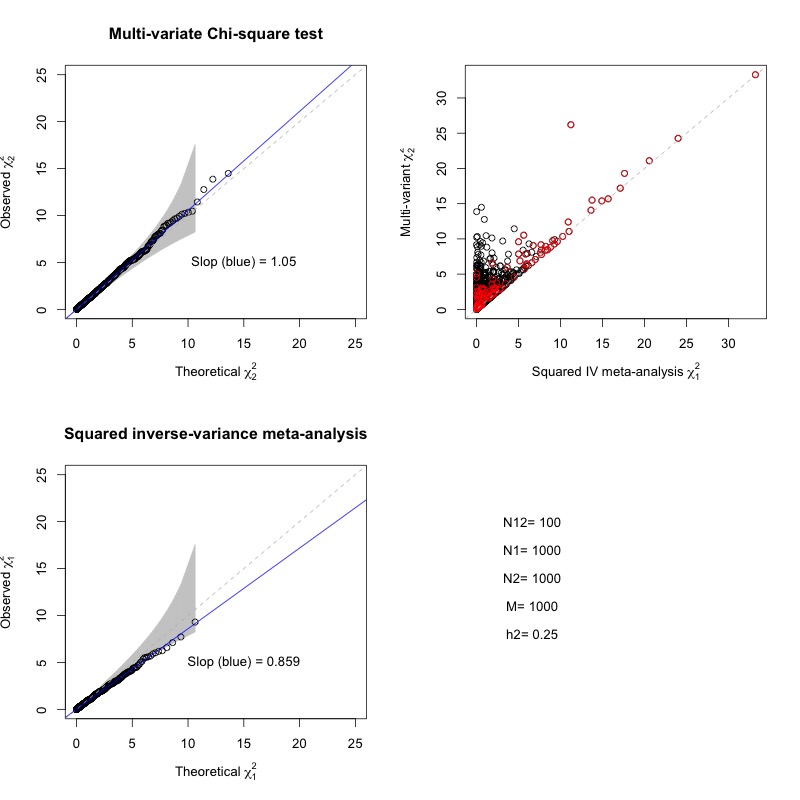 Multi-variate Chi-square test
Observed χ²₂
25
20
15
10
5
0
Slop (blue) = 1.05
0 5 10 15 20 25
Theoretical χ²₂
Multi-variant χ²₂
30
25
20
15
10
5
0
0 5 10 15 20 25 30
Squared IV meta-analysis χ²₁
Squared inverse-variance meta-analysis
Observed χ²₁
25
20
15
10
5
0
Slop (blue) = 0.859
0 5 10 15 20 25
Theoretical χ²₁
N12= 100
N1= 1000
N2= 1000
M= 1000
h2= 0.25